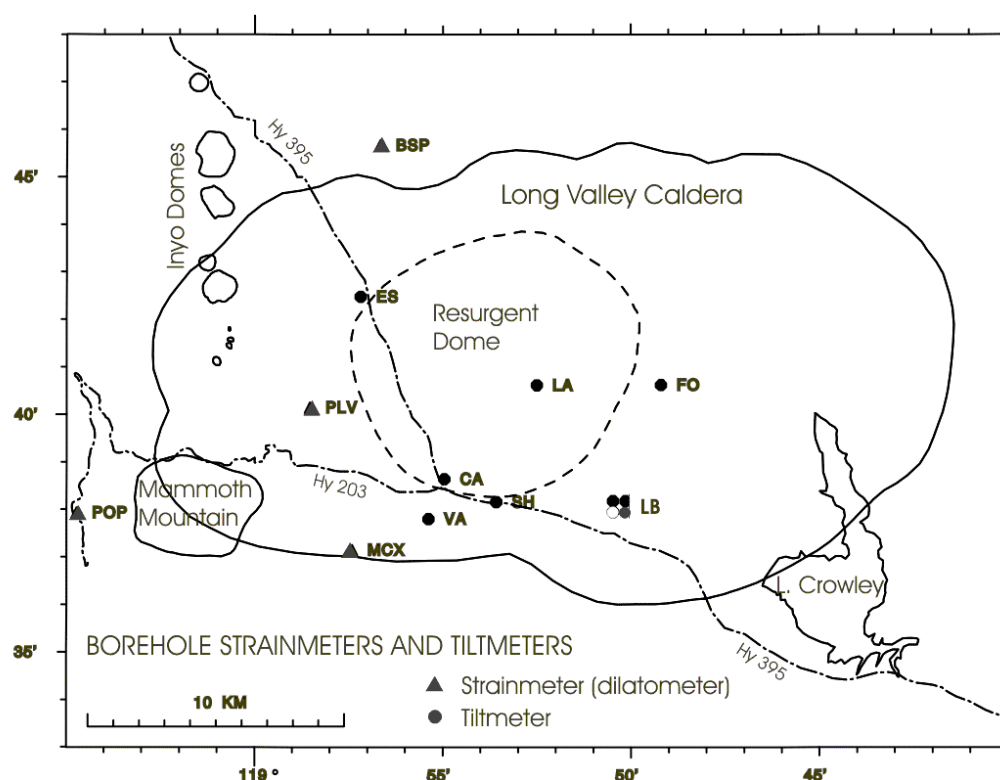 Hy 395
BSP
45'
Long Valley Caldera
Inyo Domes
ES
Resurgent
Dome
LA
FO
40'
PLV
CA
Hy 203
Mammoth
Mountain
SH
LB
POP
VA
MCX
L. Crowley
35'
BOREHOLE STRAINMETERS AND TILTMETERS
Hy 395
Strainmeter (dilatometer)
10 KM
Tiltmeter
119°
55'
50'
45'